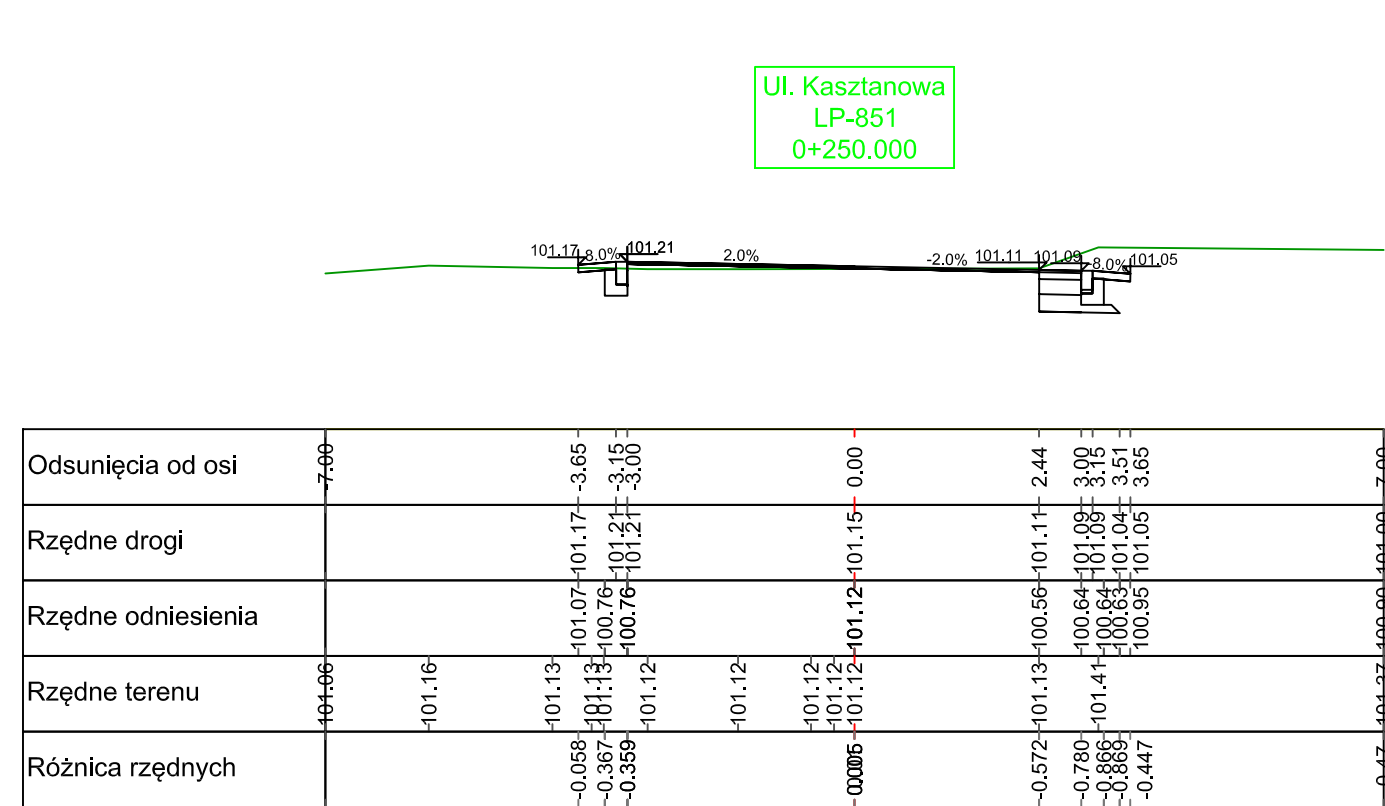 Ul. Kasztanowa
LP-851
0+250.000
101.17 8.0% 101.21 2.0% -2.0% 101.11 101.09 -8.0% 101.05
Odsunięcia od osi -7.00 -3.65 -3.15 -3.00 0.00 2.44 3.00 3.15 3.51 3.65 7.00
Rzędne drogi 101.17 101.21 101.21 101.15 101.11 101.09 101.09 101.04 101.05
Rzędne odniesienia 101.07 100.76 100.76 101.12 100.56 100.64 100.64 100.63 100.95
Rzędne terenu 101.06 101.16 101.13 101.13 101.12 101.12 101.12 101.12 101.12 101.13 101.41
Różnica rzędnych -0.058 -0.367 -0.359 -0.572 -0.780 -0.866 -0.869 -0.447